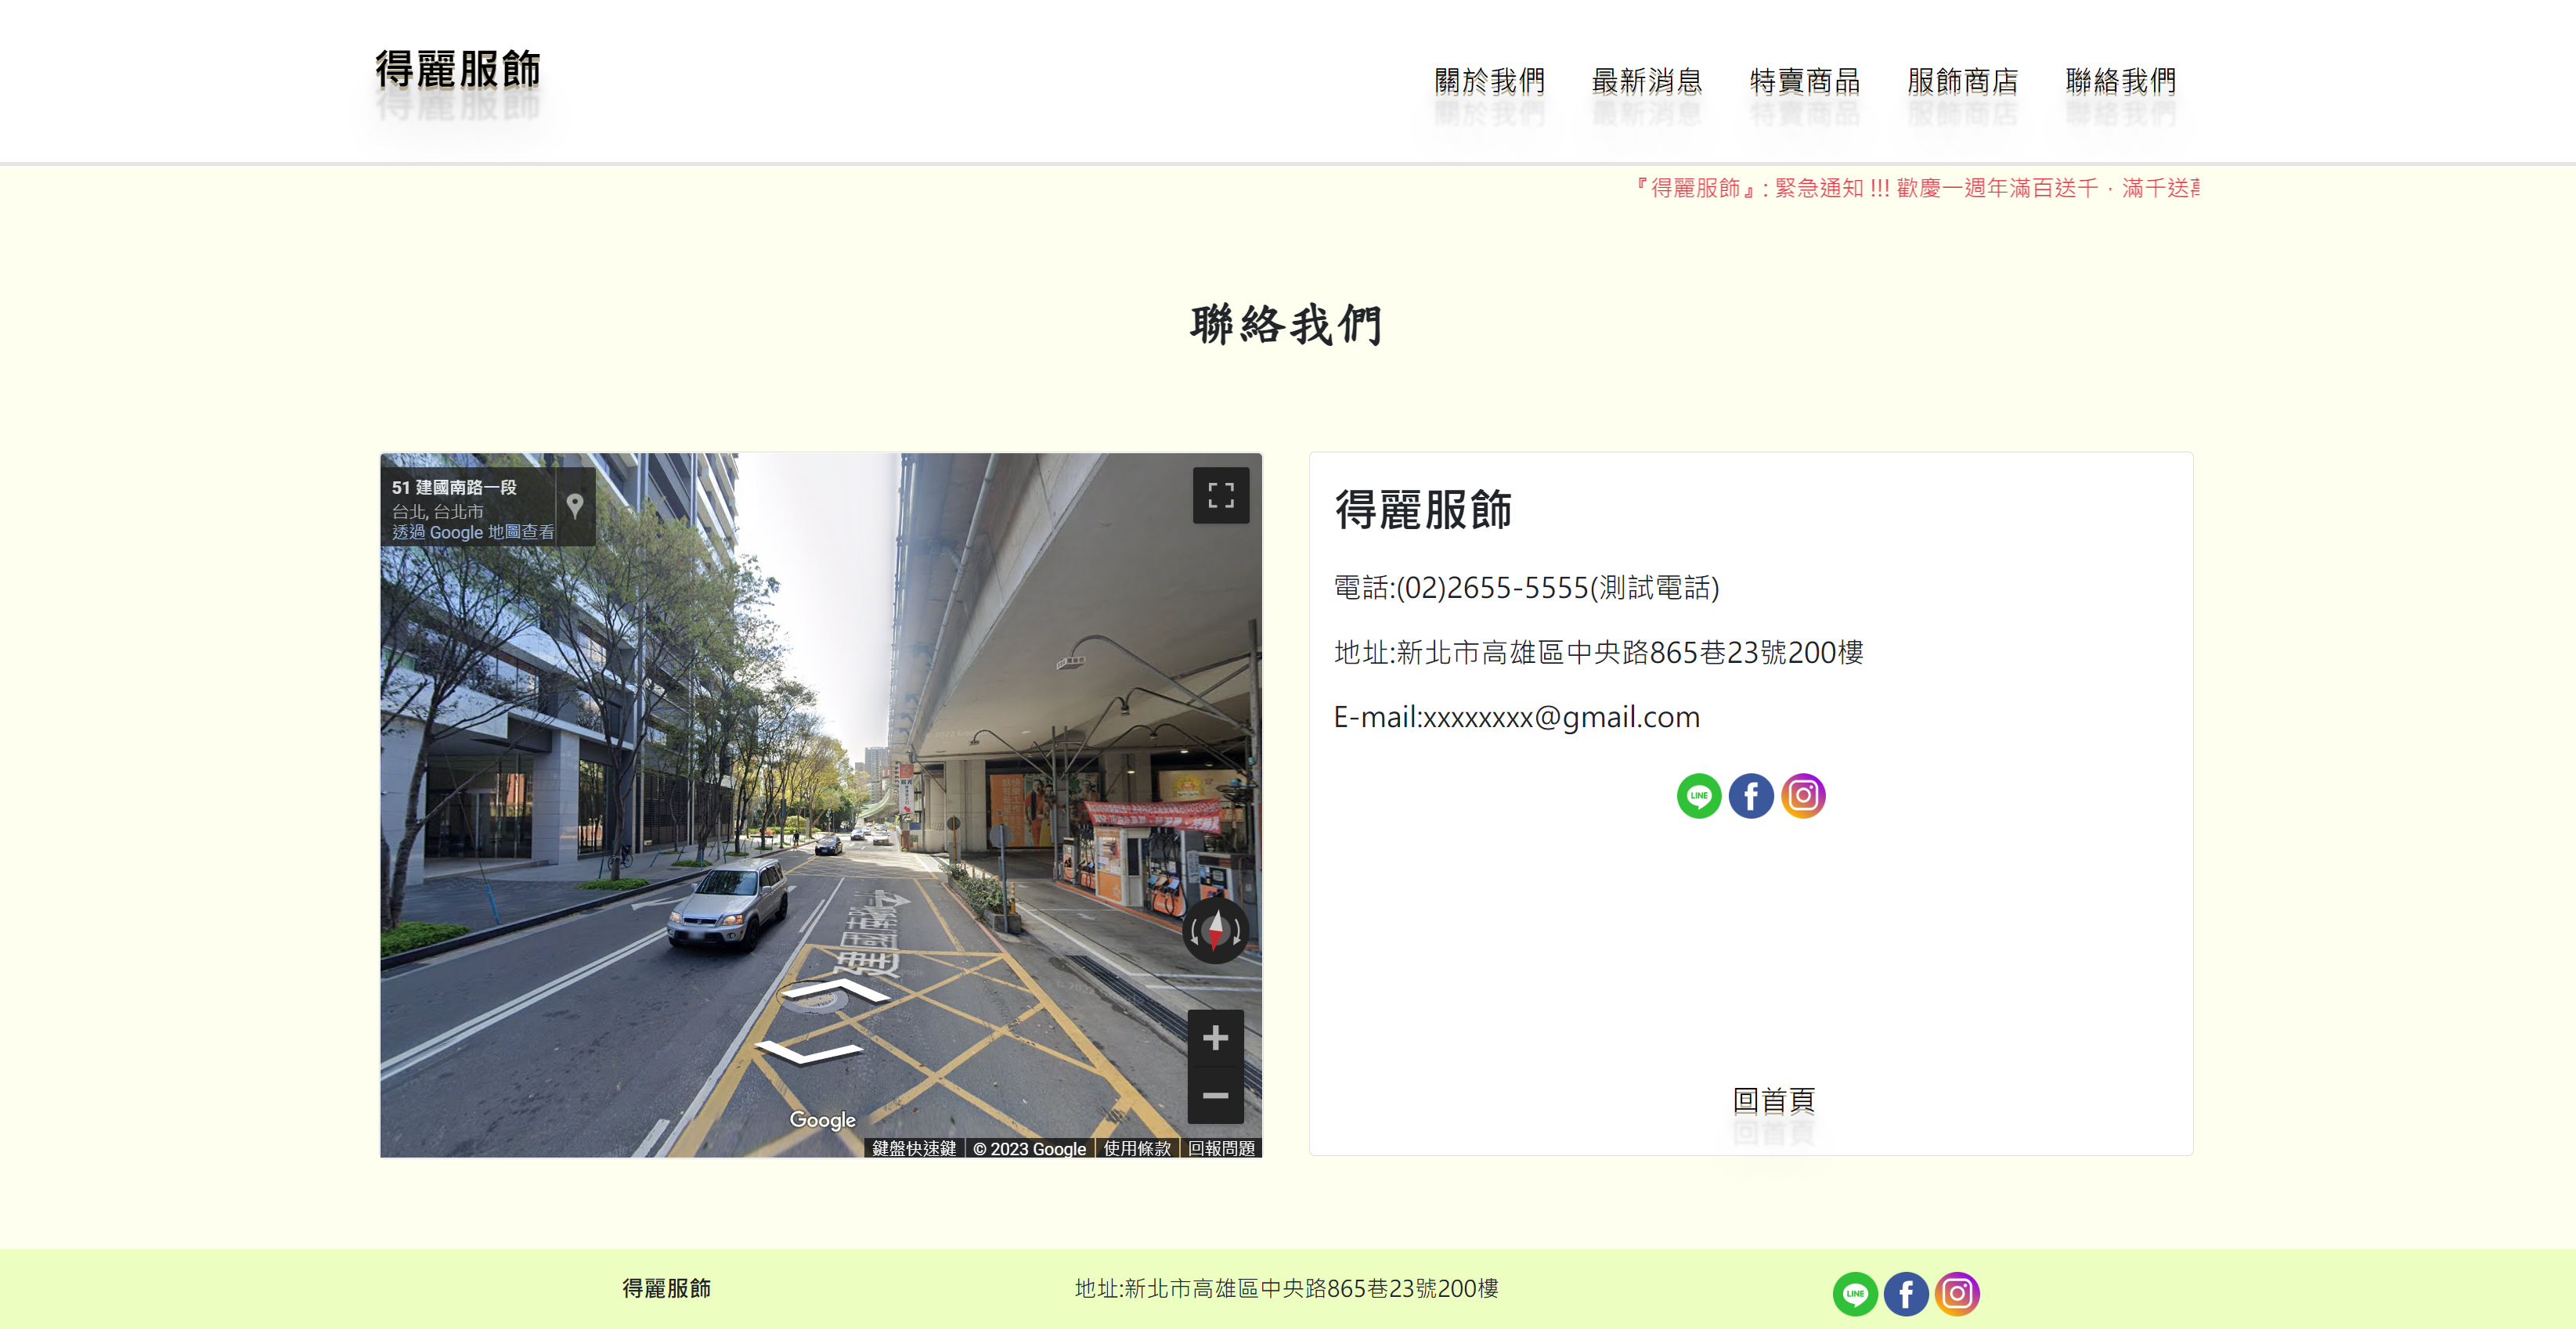 得麗服飾
關於我們 最新消息 特賣商品 服飾商店 聯絡我們
『得麗服飾』: 緊急通知 !!! 歡慶一週年滿百送千，滿千送
聯絡我們
51 建國南路一段
台北, 台北市
透過 Google 地圖查看
建國
Google
鍵盤快速鍵 © 2023 Google 使用條款 回報問題
得麗服飾
電話:(02)2655-5555(測試電話)
地址:新北市高雄區中央路865巷23號200樓
E-mail:xxxxxxxx@gmail.com
LINE
回首頁
得麗服飾 地址:新北市高雄區中央路865巷23號200樓 LINE